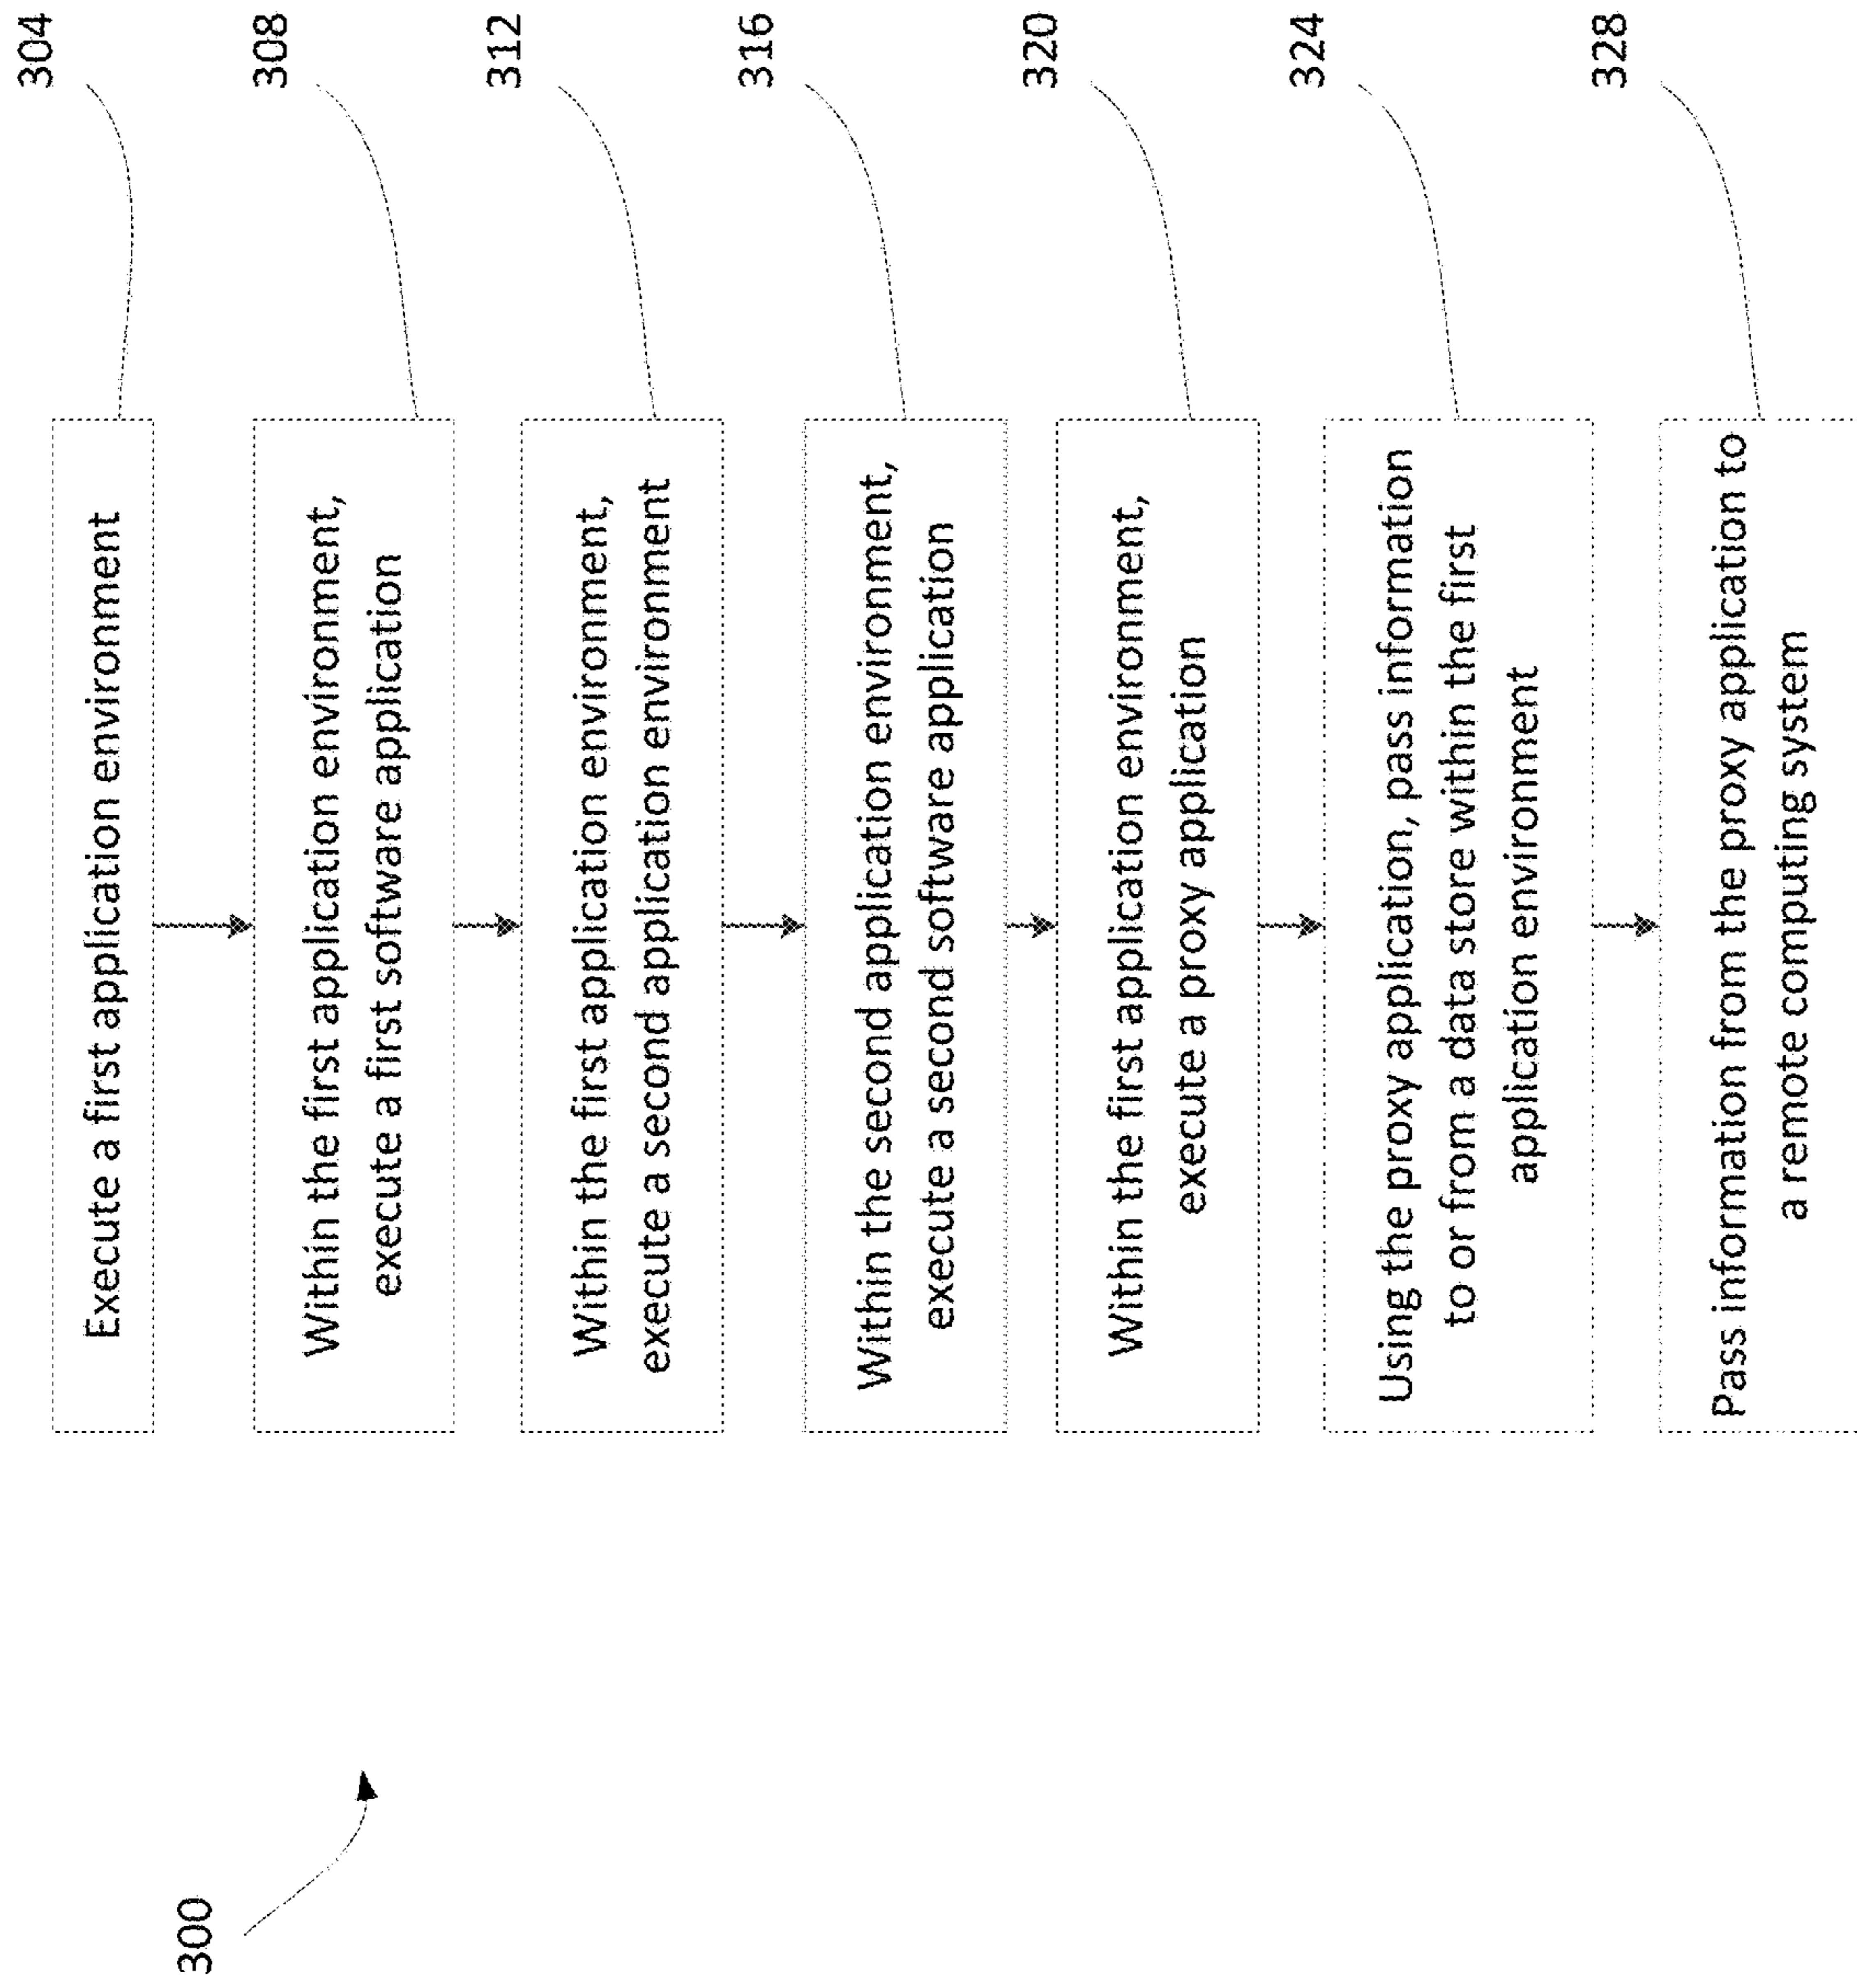 300
304
Execute a first application environment
308
Within the first application environment,
execute a first software application
312
Within the first application environment,
execute a second application environment
316
Within the second application environment,
execute a second software application
320
Within the first application environment,
execute a proxy application
324
Using the proxy application, pass information
to or from a data store within the first
application environment
328
Pass information from the proxy application to
a remote computing system